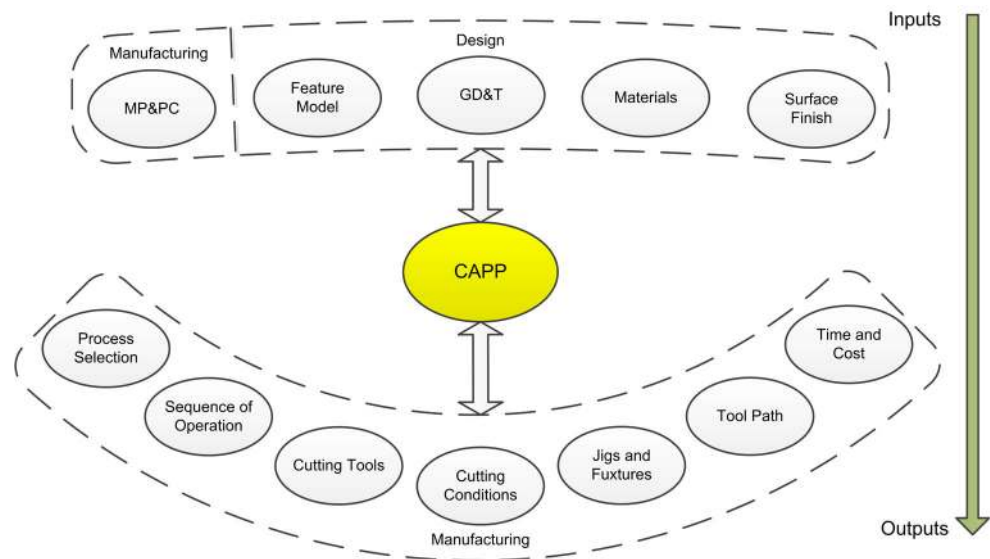 Inputs
Manufacturing
Design
MP&PC
Feature
Model
GD&T
Materials
Surface
Finish
CAPP
Process
Selection
Sequence of
Operation
Cutting Tools
Cutting
Conditions
Jigs and
Fuxtures
Tool Path
Time and
Cost
Manufacturing
Outputs